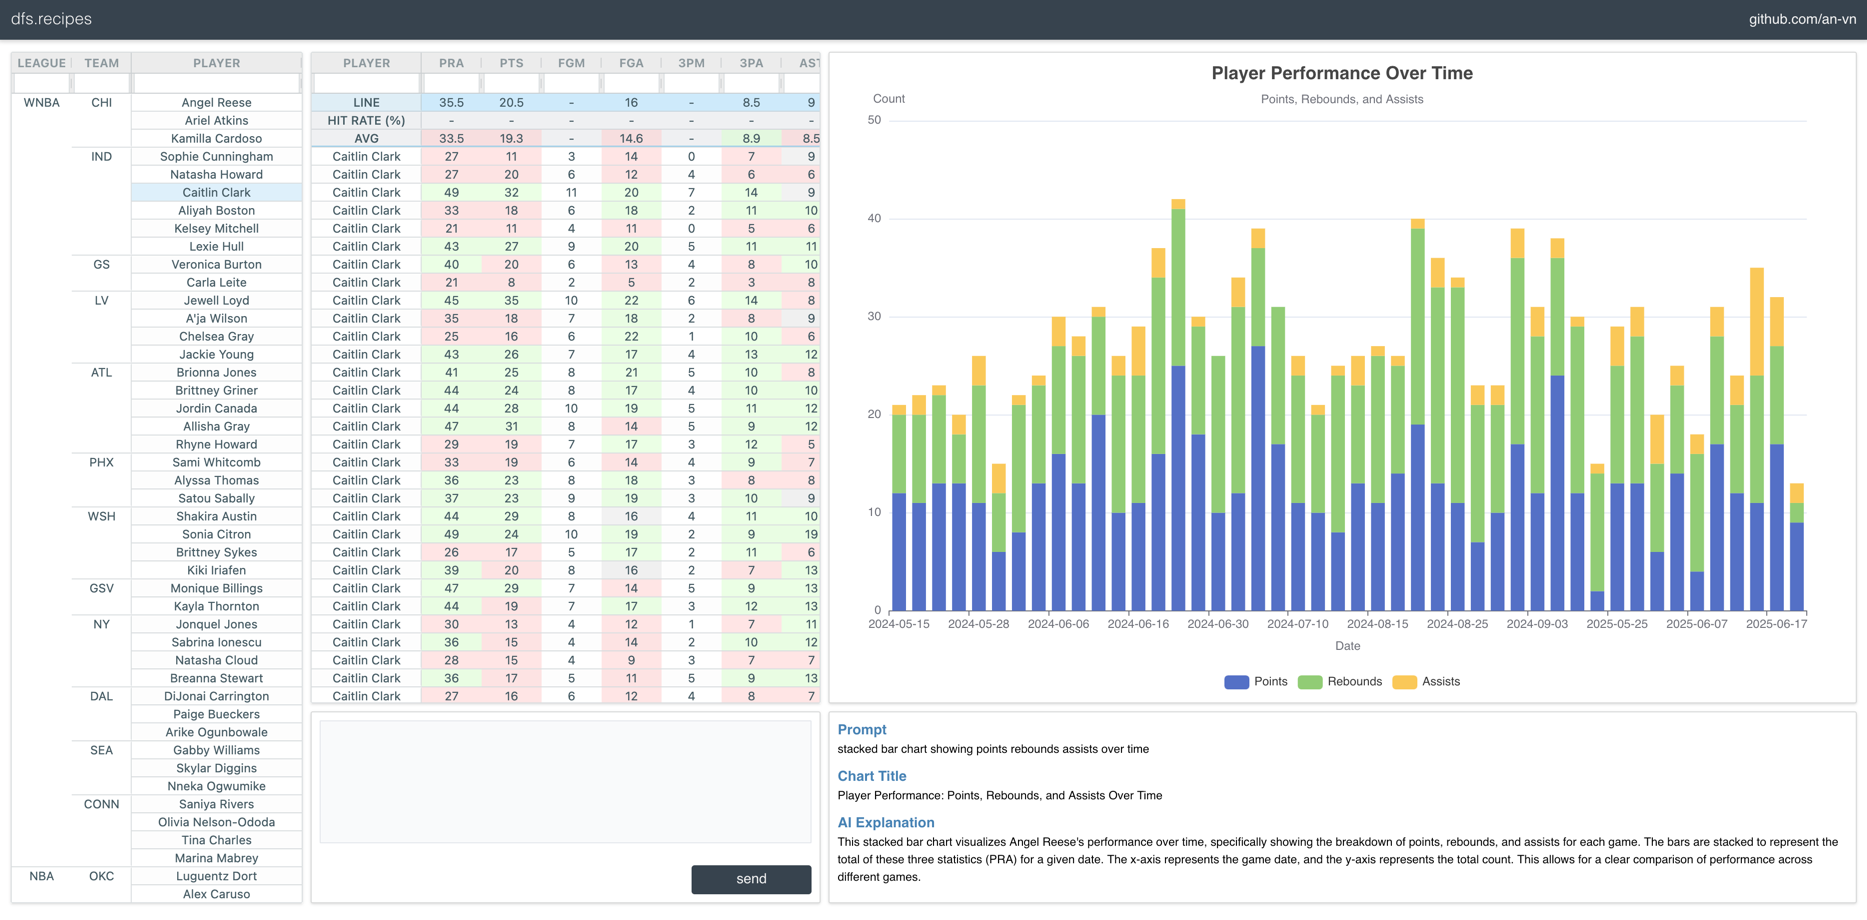 dfs.recipes
github.com/an-vn
LEAGUE TEAM PLAYER
WNBA CHI Angel Reese
Ariel Atkins
Kamilla Cardoso
IND Sophie Cunningham
Natasha Howard
Caitlin Clark
Aliyah Boston
Kelsey Mitchell
Lexie Hull
GS Veronica Burton
Carla Leite
LV Jewell Loyd
A'ja Wilson
Chelsea Gray
Jackie Young
ATL Brionna Jones
Brittney Griner
Jordin Canada
Allisha Gray
Rhyne Howard
PHX Sami Whitcomb
Alyssa Thomas
Satou Sabally
WSH Shakira Austin
Sonia Citron
Brittney Sykes
Kiki Iriafen
GSV Monique Billings
Kayla Thornton
NY Jonquel Jones
Sabrina Ionescu
Natasha Cloud
Breanna Stewart
DAL DiJonai Carrington
Paige Bueckers
Arike Ogunbowale
SEA Gabby Williams
Skylar Diggins
Nneka Ogwumike
CONN Saniya Rivers
Olivia Nelson-Ododa
Tina Charles
Marina Mabrey
NBA OKC Luguentz Dort
Alex Caruso
PLAYER PRA PTS FGM FGA 3PM 3PA AST
LINE 35.5 20.5 - 16 - 8.5 9
HIT RATE (%) - - - - - - -
AVG 33.5 19.3 - 14.6 - 8.9 8.5
Caitlin Clark 27 11 3 14 0 7 9
Caitlin Clark 27 20 6 12 4 6 6
Caitlin Clark 49 32 11 20 7 14 9
Caitlin Clark 33 18 6 18 2 11 10
Caitlin Clark 21 11 4 11 0 5 6
Caitlin Clark 43 27 9 20 5 11 11
Caitlin Clark 40 20 6 13 4 8 10
Caitlin Clark 21 8 2 5 2 3 8
Caitlin Clark 45 35 10 22 6 14 8
Caitlin Clark 35 18 7 18 2 8 9
Caitlin Clark 25 16 6 22 1 10 6
Caitlin Clark 43 26 7 17 4 13 12
Caitlin Clark 41 25 8 21 5 10 8
Caitlin Clark 44 24 8 17 4 10 10
Caitlin Clark 44 28 10 19 5 11 12
Caitlin Clark 47 31 8 14 5 9 12
Caitlin Clark 29 19 7 17 3 12 5
Caitlin Clark 33 19 6 14 4 9 7
Caitlin Clark 36 23 8 18 3 8 8
Caitlin Clark 37 23 9 19 3 10 9
Caitlin Clark 44 29 8 16 4 11 10
Caitlin Clark 49 24 10 19 2 9 19
Caitlin Clark 26 17 5 17 2 11 6
Caitlin Clark 39 20 8 16 2 7 13
Caitlin Clark 47 29 7 14 5 9 13
Caitlin Clark 44 19 7 17 3 12 13
Caitlin Clark 30 13 4 12 1 7 11
Caitlin Clark 36 15 4 14 2 10 12
Caitlin Clark 28 15 4 9 3 7 7
Caitlin Clark 36 17 5 11 5 9 13
Caitlin Clark 27 16 6 12 4 8 7
send
Player Performance Over Time
Points, Rebounds, and Assists
Count
50
40
30
20
10
0
2024-05-15 2024-05-28 2024-06-06 2024-06-16 2024-06-30 2024-07-10 2024-08-15 2024-08-25 2024-09-03 2025-05-25 2025-06-07 2025-06-17
Date
Points Rebounds Assists
Prompt
stacked bar chart showing points rebounds assists over time
Chart Title
Player Performance: Points, Rebounds, and Assists Over Time
AI Explanation
This stacked bar chart visualizes Angel Reese's performance over time, specifically showing the breakdown of points, rebounds, and assists for each game. The bars are stacked to represent the
total of these three statistics (PRA) for a given date. The x-axis represents the game date, and the y-axis represents the total count. This allows for a clear comparison of performance across
different games.